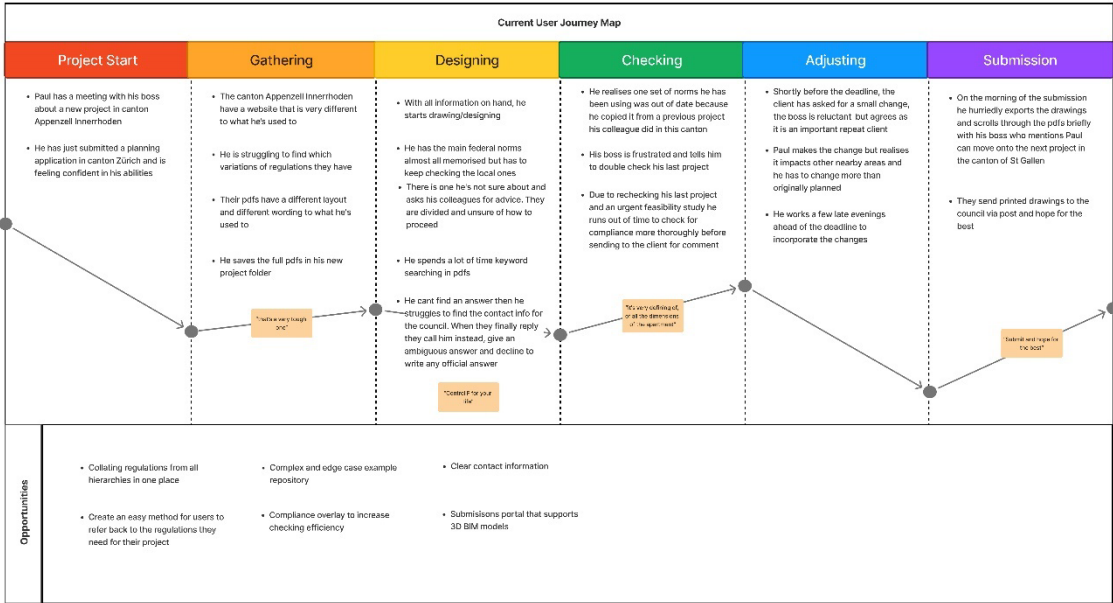 Current User Journey Map
Project Start
Gathering
Designing
Checking
Adjusting
Submission
• Paul has a meeting with his boss
about a new project in canton
Appenzell Innerrhoden
• He has just submitted a planning
application in canton Zürich and is
feeling confident in his abilities
• The canton Appenzell Innerrhoden
have a website that is very different
to what he's used to
• He is struggling to find which
variations of regulations they have
• Their pdfs have a different layout
and different wording to what he's
used to
• He saves the full pdfs in his new
project folder
"that's a very tough
one"
• With all information on hand, he
starts drawing/designing
• He has the main federal norms
almost all memorised but has to
keep checking the local ones
• There is one he's not sure about and
asks his colleagues for advice. They
are divided and unsure of how to
proceed
• He spends a lot of time keyword
searching in pdfs
• He cant find an answer then he
struggles to find the contact info for
the council. When they finally reply
they call him instead, give an
ambiguous answer and decline to
write any official answer
"Control F for your
life"
• He realises one set of norms he has
been using was out of date because
he copied it from a previous project
his colleague did in this canton
• His boss is frustrated and tells him
to double check his last project
• Due to rechecking his last project
and an urgent feasibility study he
runs out of time to check for
compliance more thoroughly before
sending to the client for comment
"It's very defining of,
of all the dimensions
of the apartment"
• Shortly before the deadline, the
client has asked for a small change,
the boss is reluctant but agrees as
it is an important repeat client
• Paul makes the change but realises
it impacts other nearby areas and
he has to change more than
originally planned
• He works a few late evenings
ahead of the deadline to
incorporate the changes
• On the morning of the submission
he hurriedly exports the drawings
and scrolls through the pdfs briefly
with his boss who mentions Paul
can move onto the next project in
the canton of St Gallen
• They send printed drawings to the
council via post and hope for the
best
"Submit and hope for
the best"
Opportunities
• Collating regulations from all
hierarchies in one place
• Create an easy method for users to
refer back to the regulations they
need for their project
• Complex and edge case example
repository
• Compliance overlay to increase
checking efficiency
• Clear contact information
• Submisisons portal that supports
3D BIM models